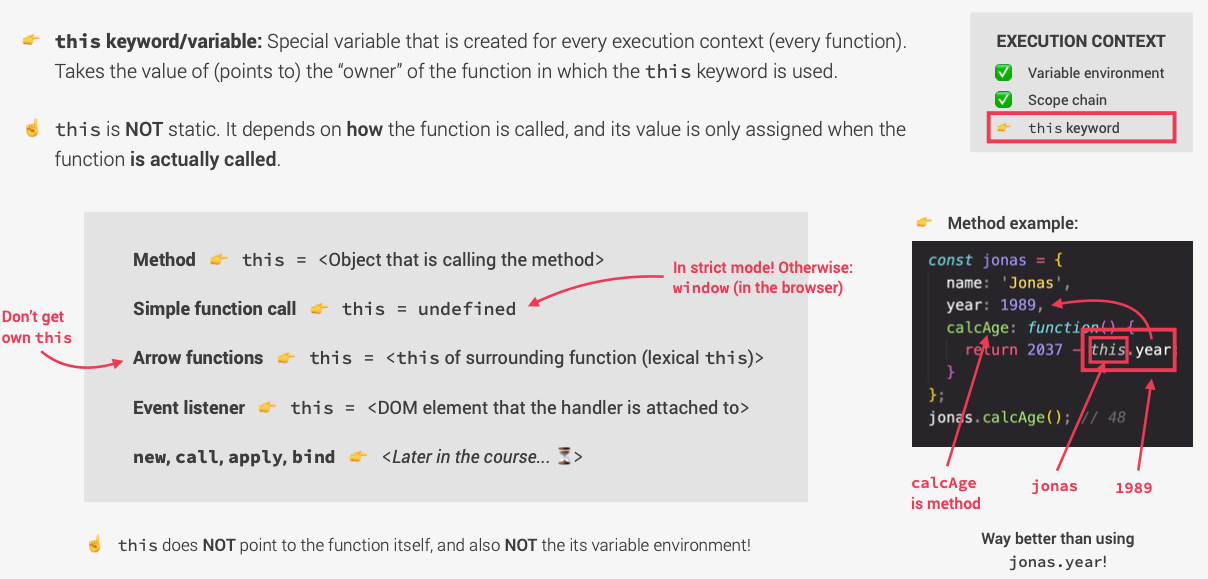 👉 this keyword/variable: Special variable that is created for every execution context (every function).
Takes the value of (points to) the “owner” of the function in which the this keyword is used.
☝️ this is NOT static. It depends on how the function is called, and its value is only assigned when the
function is actually called.
EXECUTION CONTEXT
✅ Variable environment
✅ Scope chain
👉 this keyword
Method 👉 this = <Object that is calling the method>
Simple function call 👉 this = undefined
In strict mode! Otherwise:
window (in the browser)
Don’t get
own this
Arrow functions 👉 this = <this of surrounding function (lexical this)>
Event listener 👉 this = <DOM element that the handler is attached to>
new, call, apply, bind 👉 <Later in the course... ⏳>
☝️ this does NOT point to the function itself, and also NOT the its variable environment!
👉 Method example:
const jonas = {
name: 'Jonas',
year: 1989,
calcAge: function() {
return 2037 - this.year
}
};
jonas.calcAge(); // 48
calcAge
is method
jonas
1989
Way better than using
jonas.year!